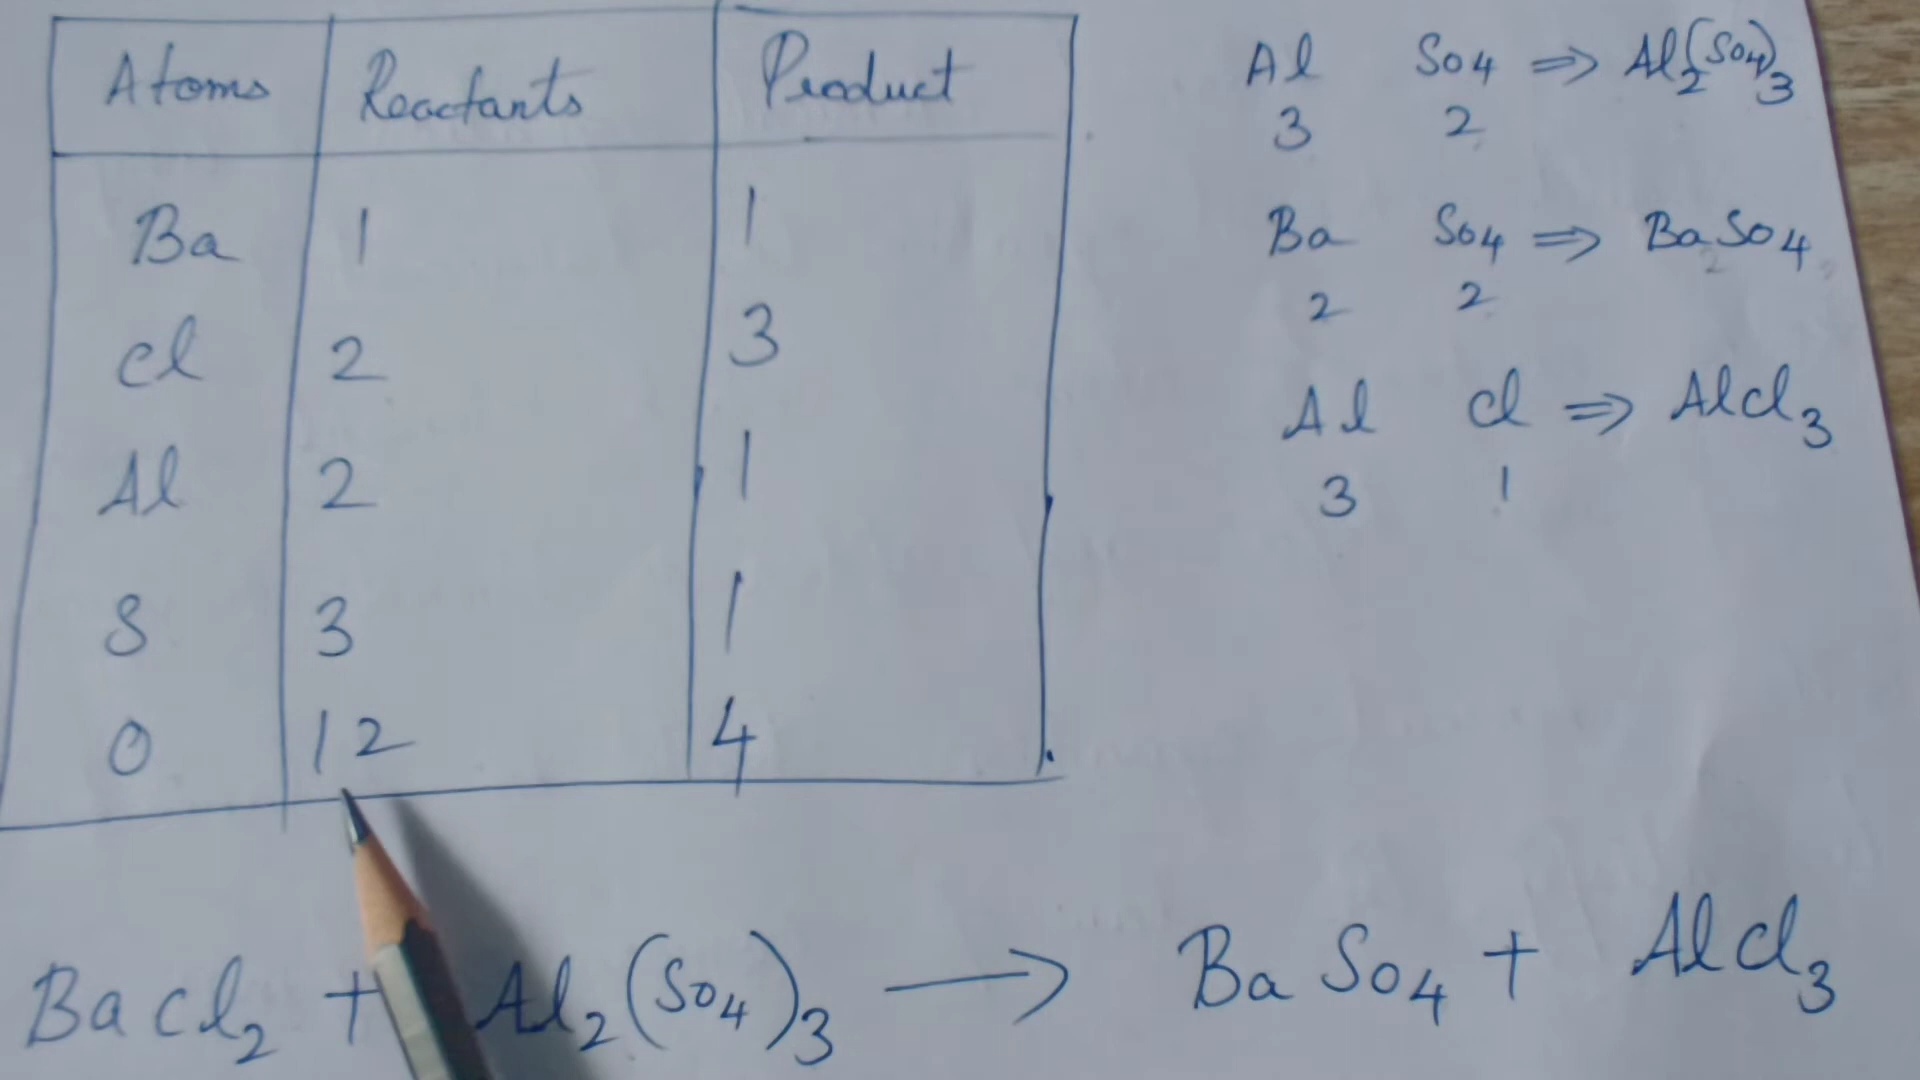 Atoms Reactants Product
Ba 1 1
Cl 2 3
Al 2 1
S 3 1
O 12 4
Al So4 ⇒ Al2(So4)3
3 2
Ba So4 ⇒ BaSo4
2 2
Al Cl ⇒ AlCl3
3 1
BaCl2 + Al2(So4)3 → BaSo4 + AlCl3